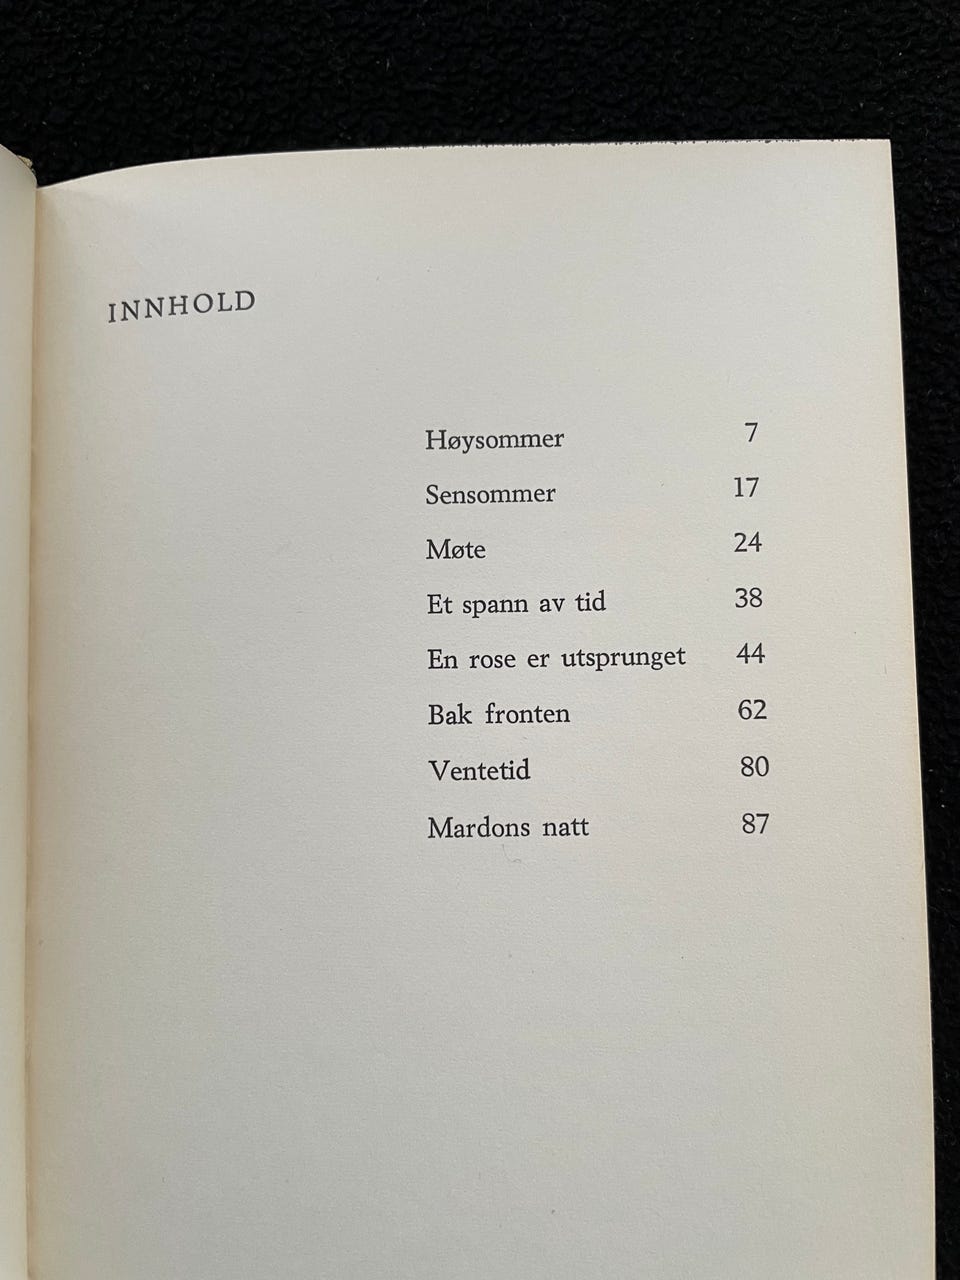 INNHOLD
Høysommer 7
Sensommer 17
Møte 24
Et spann av tid 38
En rose er utsprunget 44
Bak fronten 62
Ventetid 80
Mardons natt 87